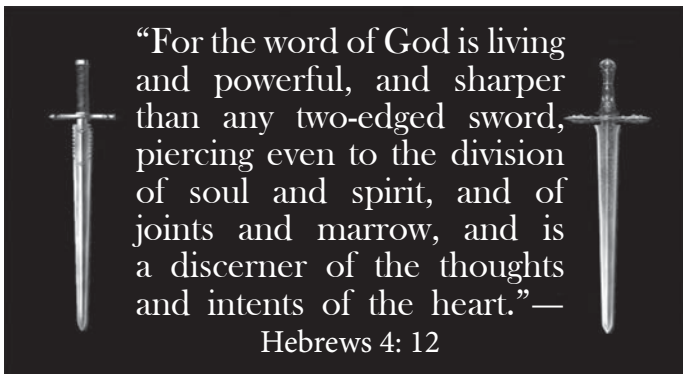 “For the word of God is living
and powerful, and sharper
than any two-edged sword,
piercing even to the division
of soul and spirit, and of
joints and marrow, and is
a discerner of the thoughts
and intents of the heart.”—
Hebrews 4: 12